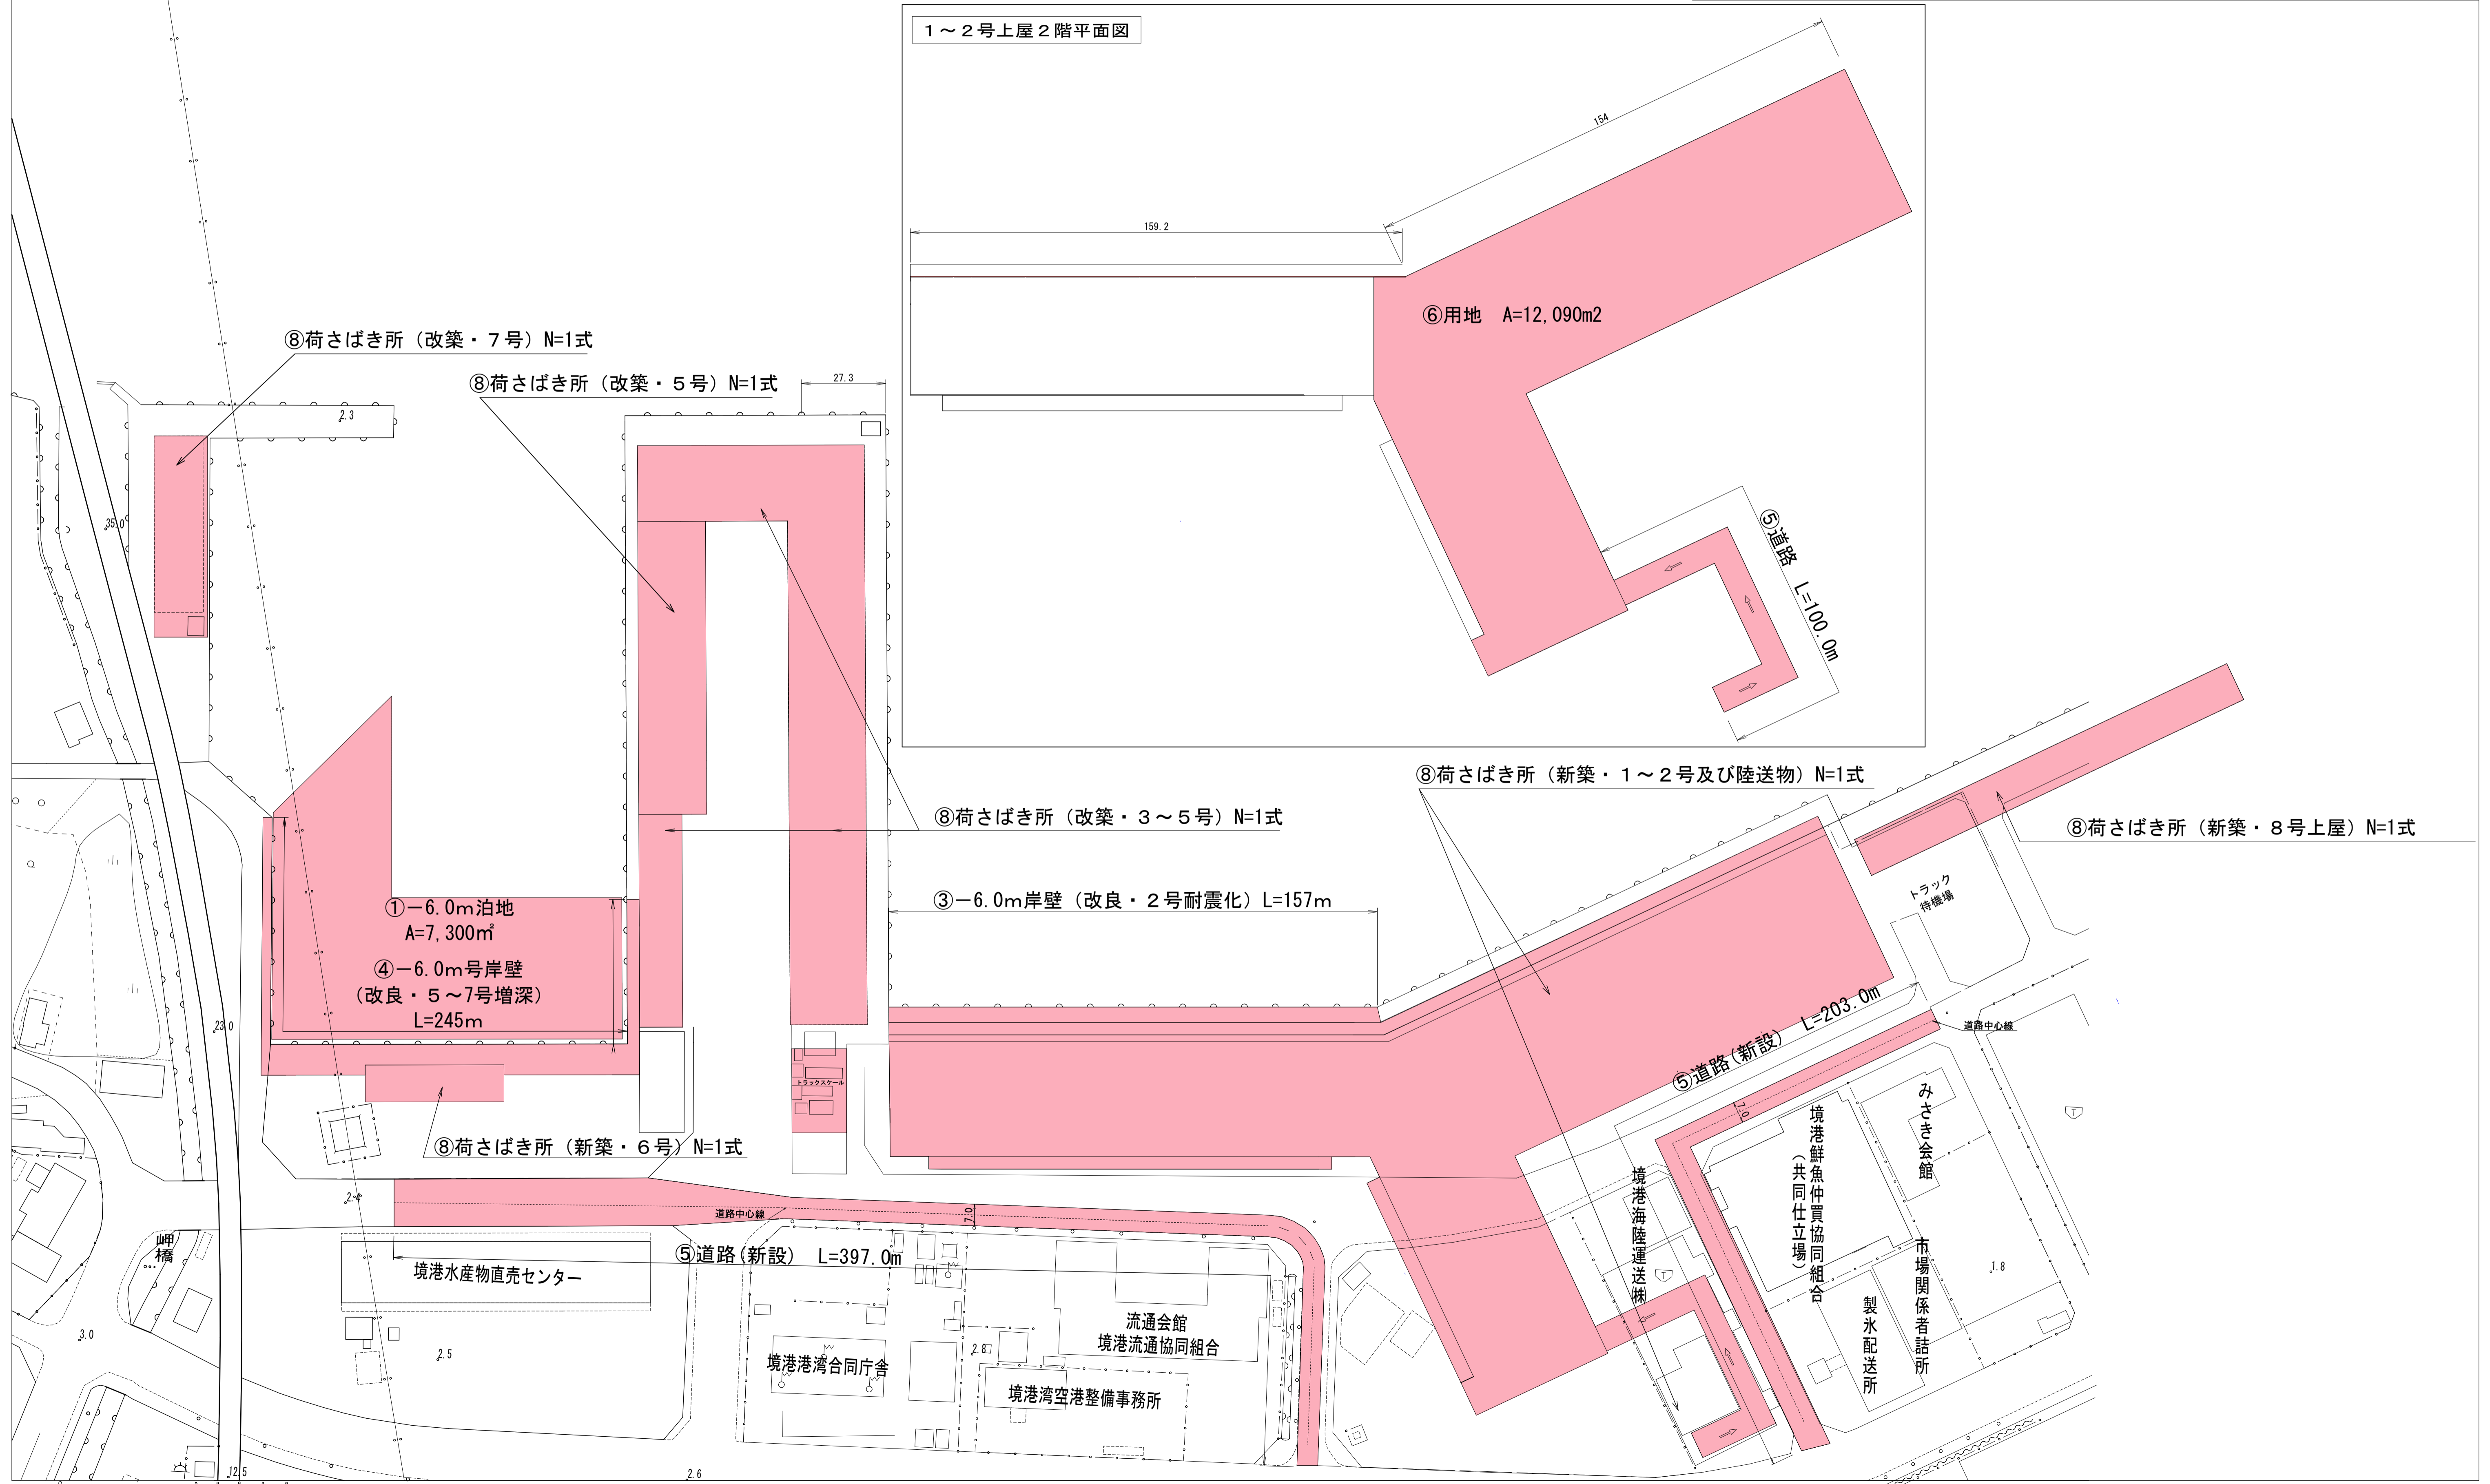 １～２号上屋２階平面図
154
159.2
⑥用地　A=12,090m2
⑤道路　L=100.0m
⑧荷さばき所（改築・７号）N=1式
⑧荷さばき所（改築・５号）N=1式
27.3
2.3
35.0
⑧荷さばき所（新築・１～２号及び陸送物）N=1式
⑧荷さばき所（改築・３～５号）N=1式
⑧荷さばき所（新築・８号上屋）N=1式
トラック
待機場
①－6.0ｍ泊地
A=7,300㎡
③－6.0ｍ岸壁（改良・２号耐震化）L=157ｍ
④－6.0ｍ号岸壁
（改良・５～7号増深）
L=245ｍ
23.0
⑤道路(新設)　L=203.0m
道路中心線
トラックスケール
7.0
⑧荷さばき所（新築・６号）N=1式
みさき会館
境港鮮魚仲買協同組合
（共同仕立場）
境港海陸運送㈱
2.4
道路中心線
7.0
岬橋
⑤道路(新設)　L=397.0m
境港水産物直売センター
市場関係者詰所
1.8
製氷配送所
流通会館
境港流通協同組合
3.0
2.5
2.8
境港港湾合同庁舎
境港湾空港整備事務所
12.5
2.6
T
T